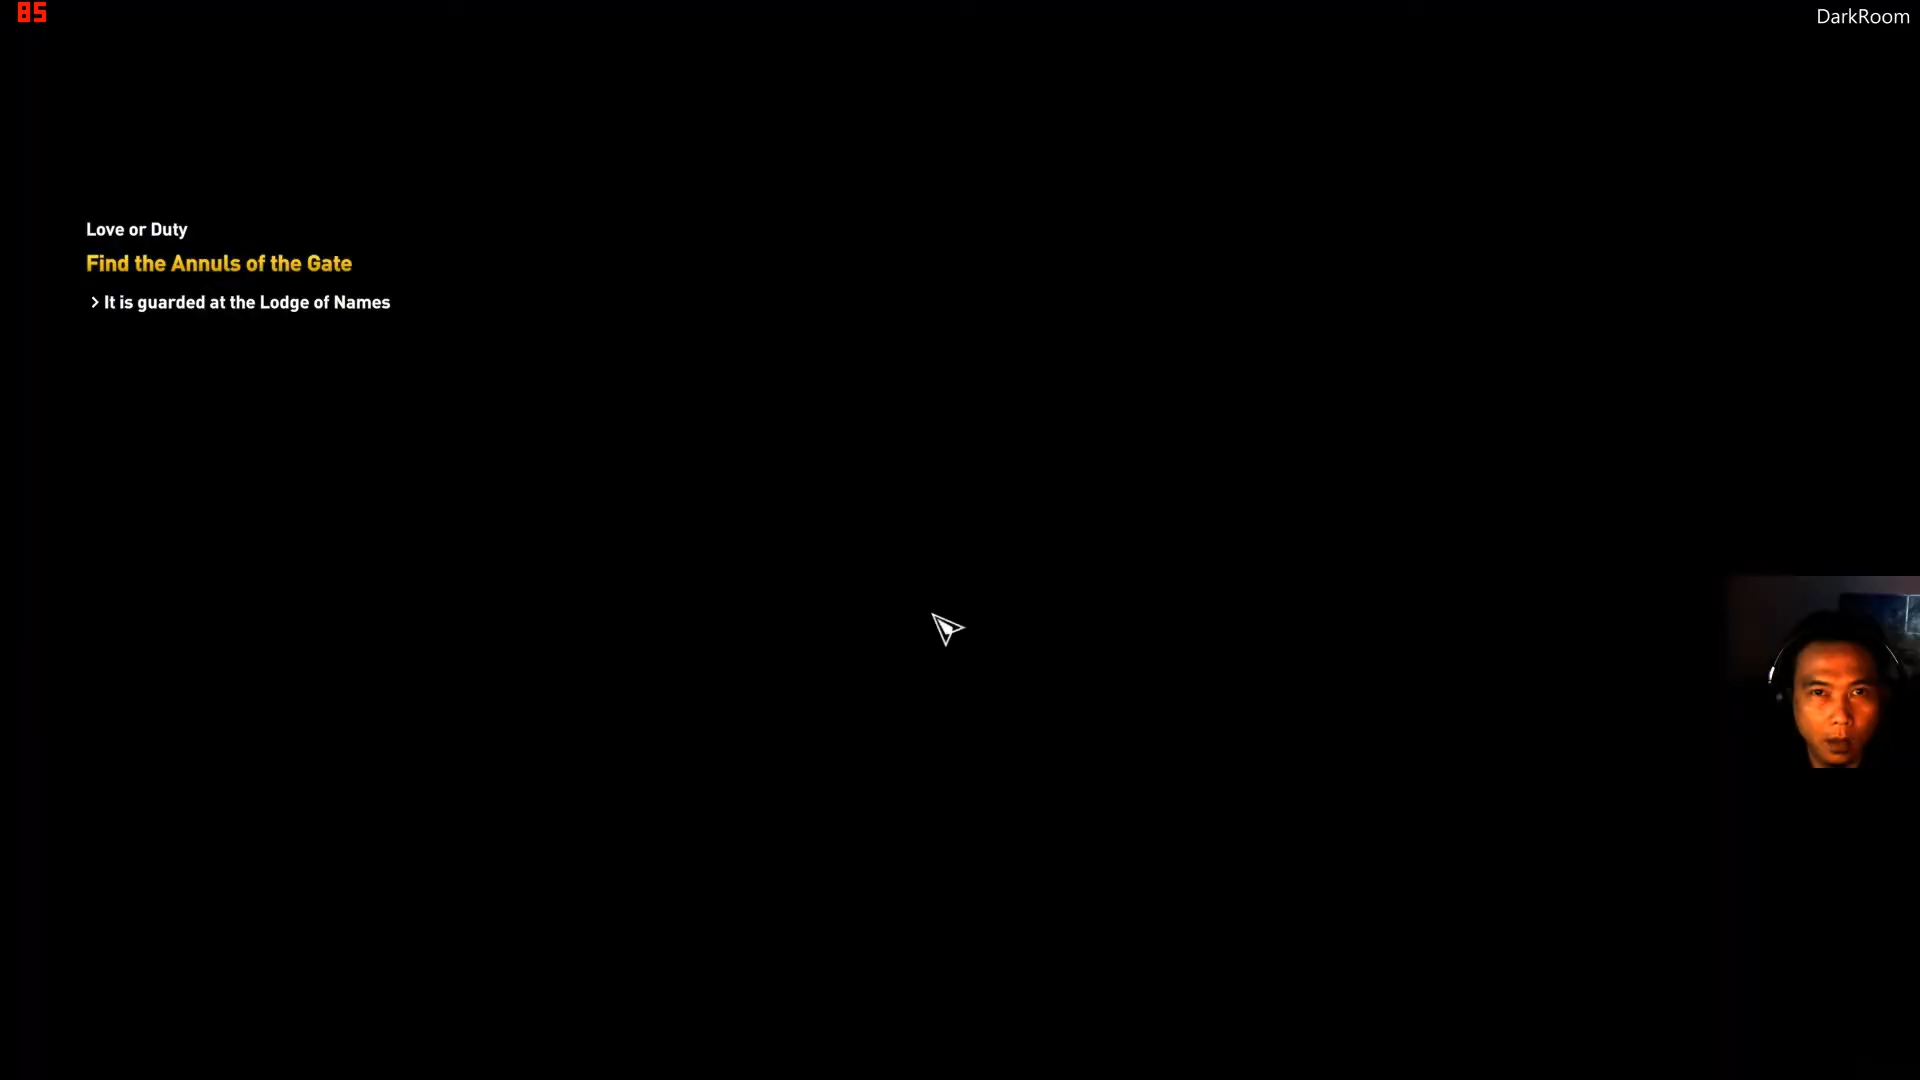 85
DarkRoom
Love or Duty
Find the Annuls of the Gate
> It is guarded at the Lodge of Names